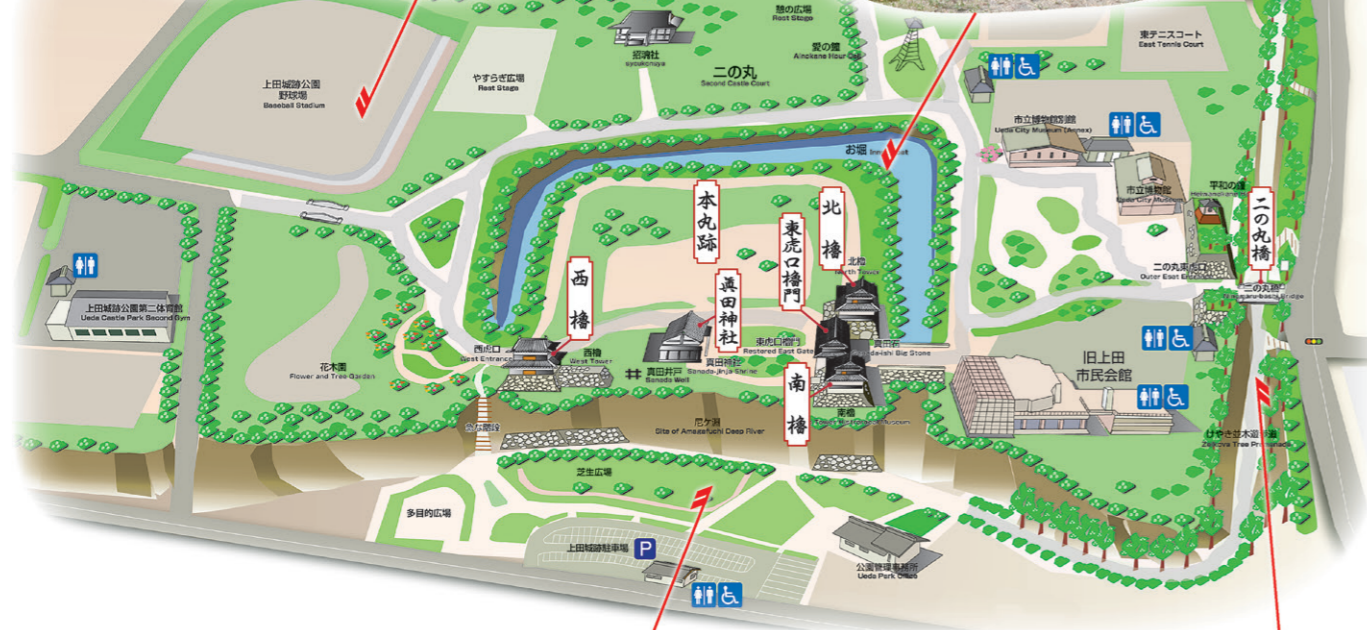 憩の広場
Rest Stage
愛の鐘
東テニスコート
East Tennis Court
招魂社
二の丸
Second Castle Court
やすらぎ広場
Rest Stage
上田城跡公園
野球場
Baseball Stadium
市立博物館別館
Ueda City Museum (Annex)
お堀
市立博物館
Ueda City Museum
平和の鐘
二の丸橋
本丸跡
北櫓
東虎口櫓門
北櫓
North Tower
二の丸東虎口
二の丸橋
眞田神社
西櫓
上田城跡公園第二体育館
Ueda Castle Park Second Gym
花木園
Flower and Tree Garden
西虎口
West Entrance
西櫓
West Tower
真田井戸
Sanada Well
真田神社
Sanada-jinja Shrine
東虎口櫓門
Restored East Gate
真田石
旧上田
市民会館
南櫓
南櫓
急な階段
尼ケ淵
Site of Amagafuchi Deep River
けやき並木遊歩道
芝生広場
多目的広場
上田城跡駐車場
P
公園管理事務所
Ueda Park Office